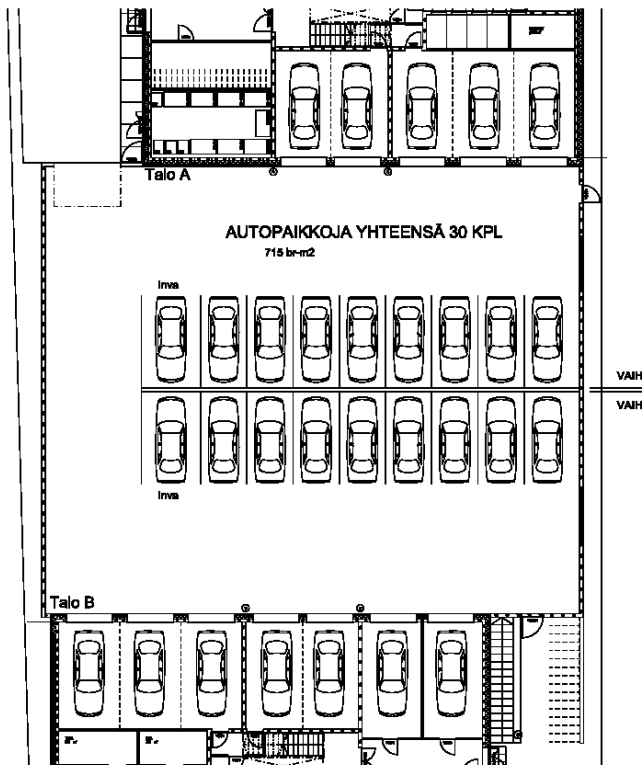 Talo A
AUTOPAIKKOJA YHTEENSÄ 30 KPL
715 br-m2
Inva
VAIH
VAIH
Inva
Talo B